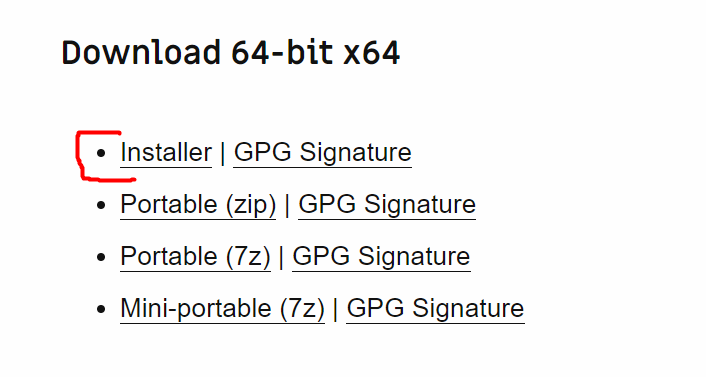 Download 64-bit x64
• Installer | GPG Signature
• Portable (zip) | GPG Signature
• Portable (7z) | GPG Signature
• Mini-portable (7z) | GPG Signature